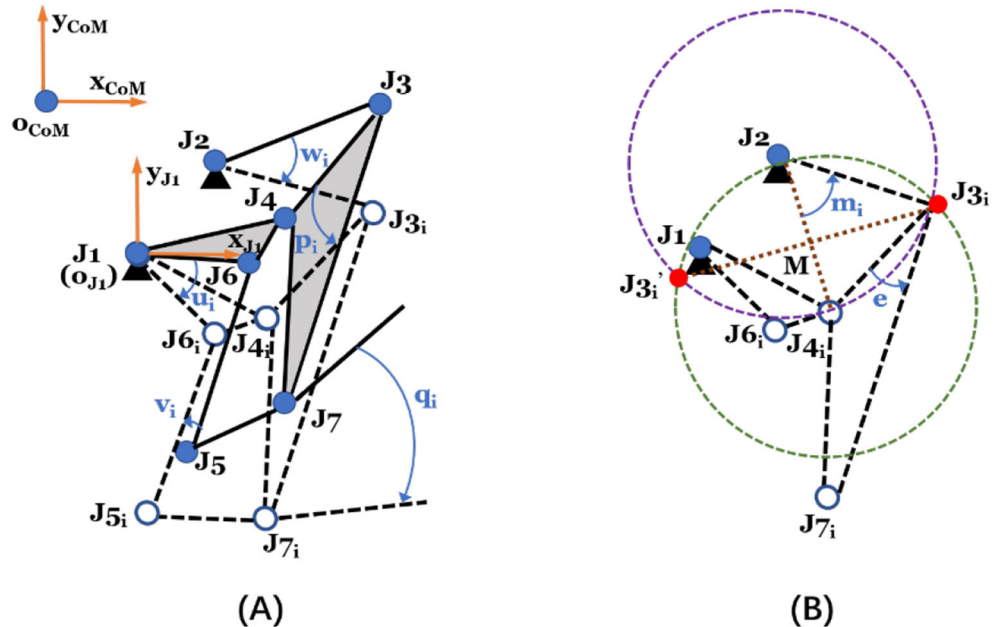 yCoM
xCoM
oCoM
J3
J2
wi
yJ1
J4
J3i
pi
xJ1
J1
(oJ1)
J6
ui
J6i
J4i
qi
vi
J7
J5
J5i
J7i
(A)
J2
J3i
mi
J1
M
J3i'
e
J6i
J4i
J7i
(B)